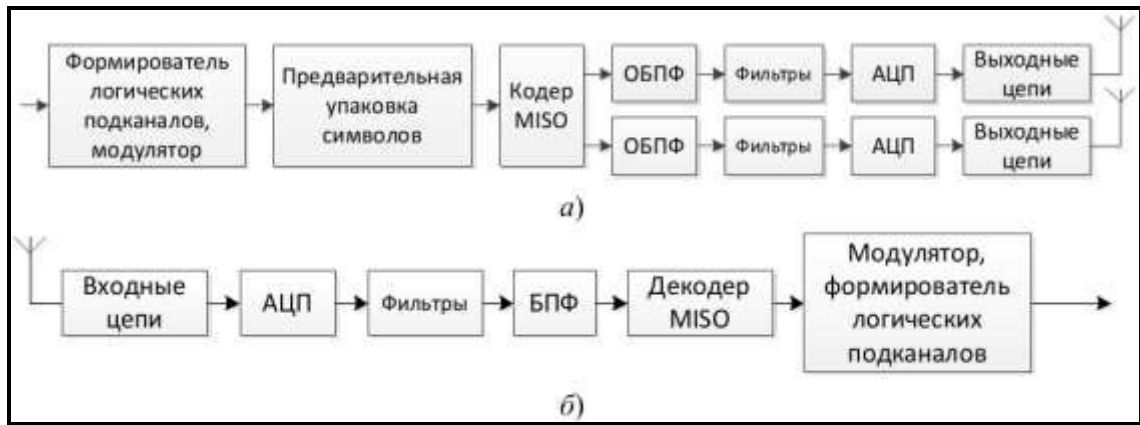 Формирователь
логических
подканалов,
модулятор
Предварительная
упаковка
символов
Кодер
MISO
ОБПФ
Фильтры
АЦП
Выходные
цепи
ОБПФ
Фильтры
АЦП
Выходные
цепи
а)
Входные
цепи
АЦП
Фильтры
БПФ
Декодер
MISO
Модулятор,
формирователь
логических
подканалов
б)